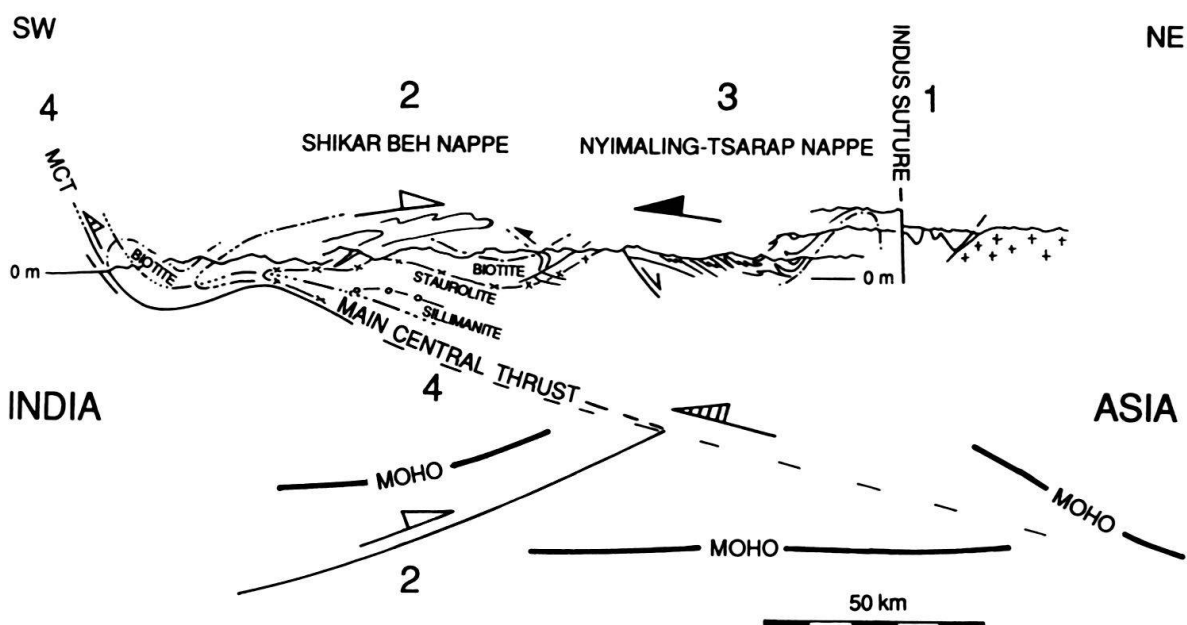 SW
NE
INDUS SUTURE
4
2
3
1
SHIKAR BEH NAPPE
NYIMALING-TSARAP NAPPE
MCT
0 m
BIOTITE
BIOTITE
STAUROLITE
SILLIMANITE
0 m
MAIN CENTRAL THRUST
4
INDIA
ASIA
MOHO
MOHO
MOHO
2
50 km